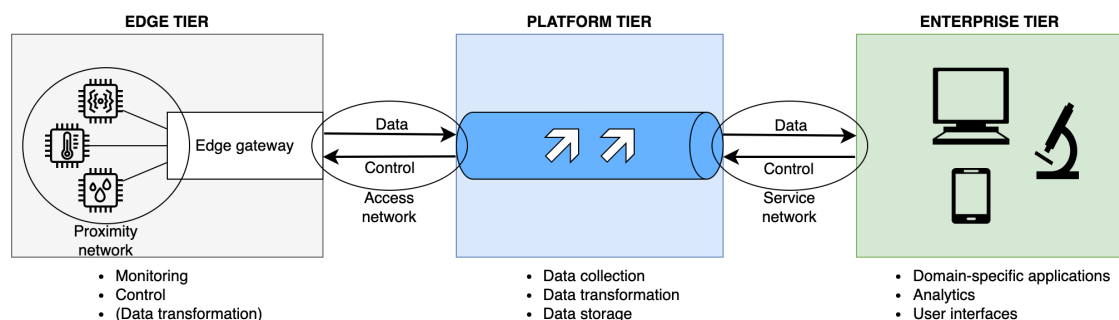 EDGE TIER
PLATFORM TIER
ENTERPRISE TIER
Edge gateway
Proximity
network
Data
Control
Access
network
Data
Control
Service
network
• Monitoring
• Control
• (Data transformation)
• Data collection
• Data transformation
• Data storage
• Domain-specific applications
• Analytics
• User interfaces